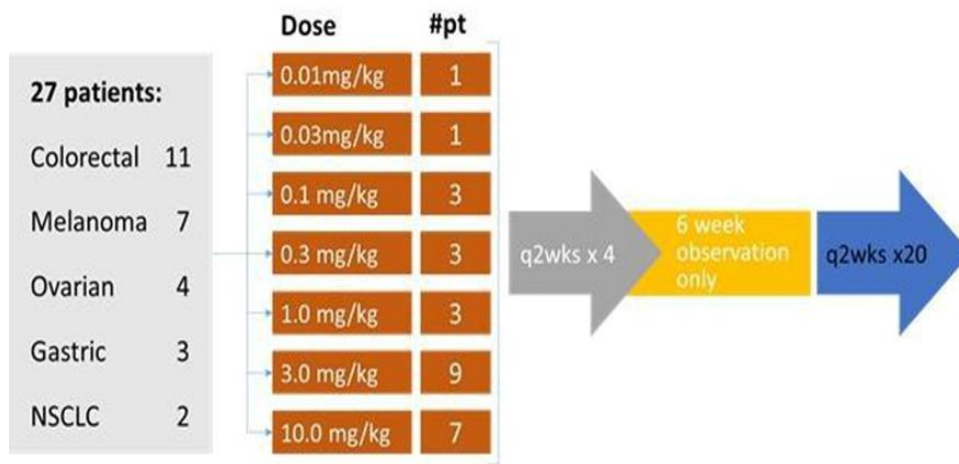 27 patients:
Colorectal 11
Melanoma 7
Ovarian 4
Gastric 3
NSCLC 2
Dose #pt
0.01mg/kg 1
0.03mg/kg 1
0.1 mg/kg 3
0.3 mg/kg 3
1.0 mg/kg 3
3.0 mg/kg 9
10.0 mg/kg 7
q2wks x 4
6 week
observation
only
q2wks x20